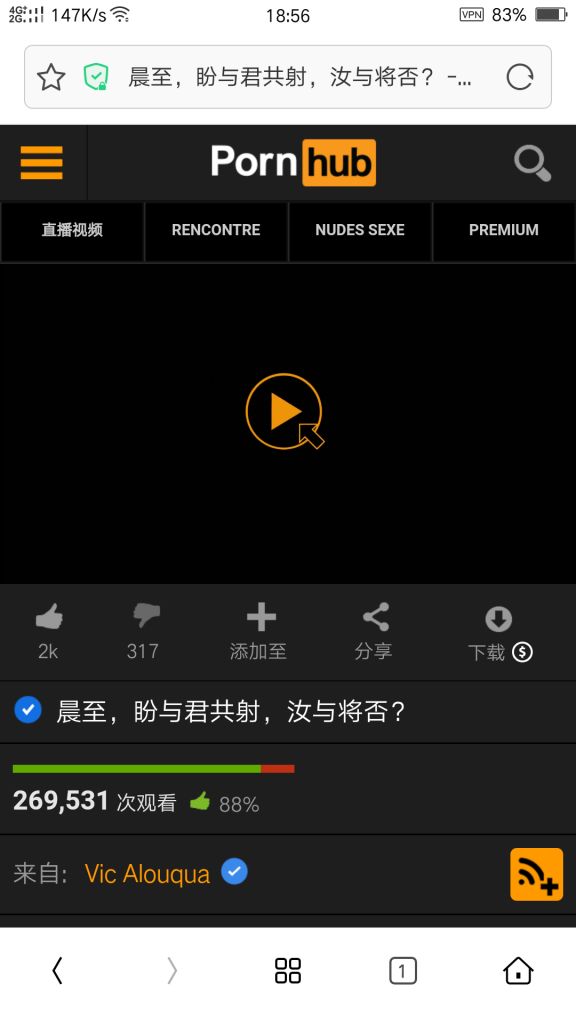 4G+ 2G 147K/s 18:56 VPN 83%
晨至，盼与君共射，汝与将否？ -...
Porn hub
直播视频 RENCONTRE NUDES SEXE PREMIUM
2k 317 添加至 分享 下载
晨至，盼与君共射，汝与将否？
269,531 次观看 88%
来自: Vic Alouqua
1